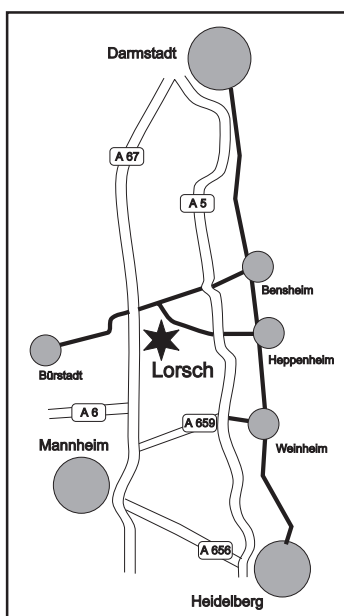 Darmstadt
A 67
A 5
Bensheim
Heppenheim
Bürstadt
Lorsch
A 6
A 659
Mannheim
Weinheim
A 656
Heidelberg